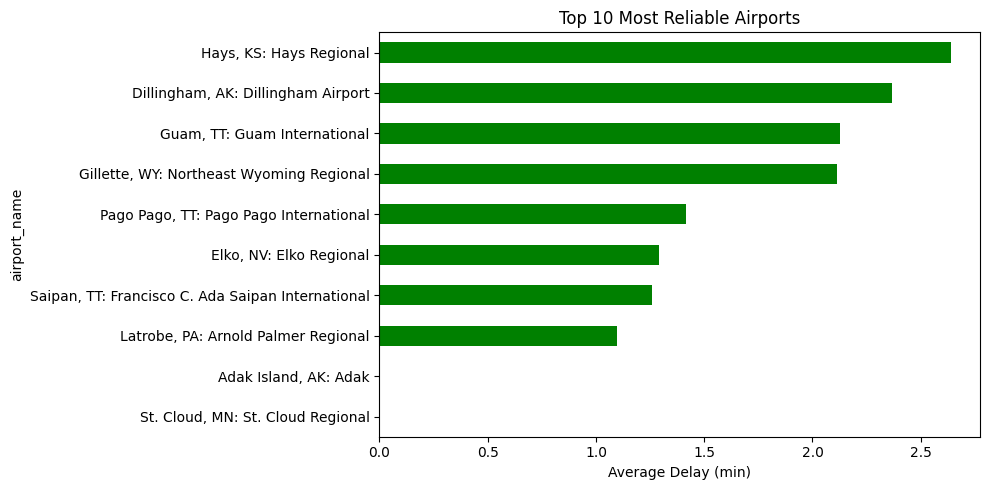 Top 10 Most Reliable Airports
Hays, KS: Hays Regional
Dillingham, AK: Dillingham Airport
Guam, TT: Guam International
Gillette, WY: Northeast Wyoming Regional
Pago Pago, TT: Pago Pago International
Elko, NV: Elko Regional
Saipan, TT: Francisco C. Ada Saipan International
Latrobe, PA: Arnold Palmer Regional
Adak Island, AK: Adak
St. Cloud, MN: St. Cloud Regional
airport_name
0.0 0.5 1.0 1.5 2.0 2.5
Average Delay (min)